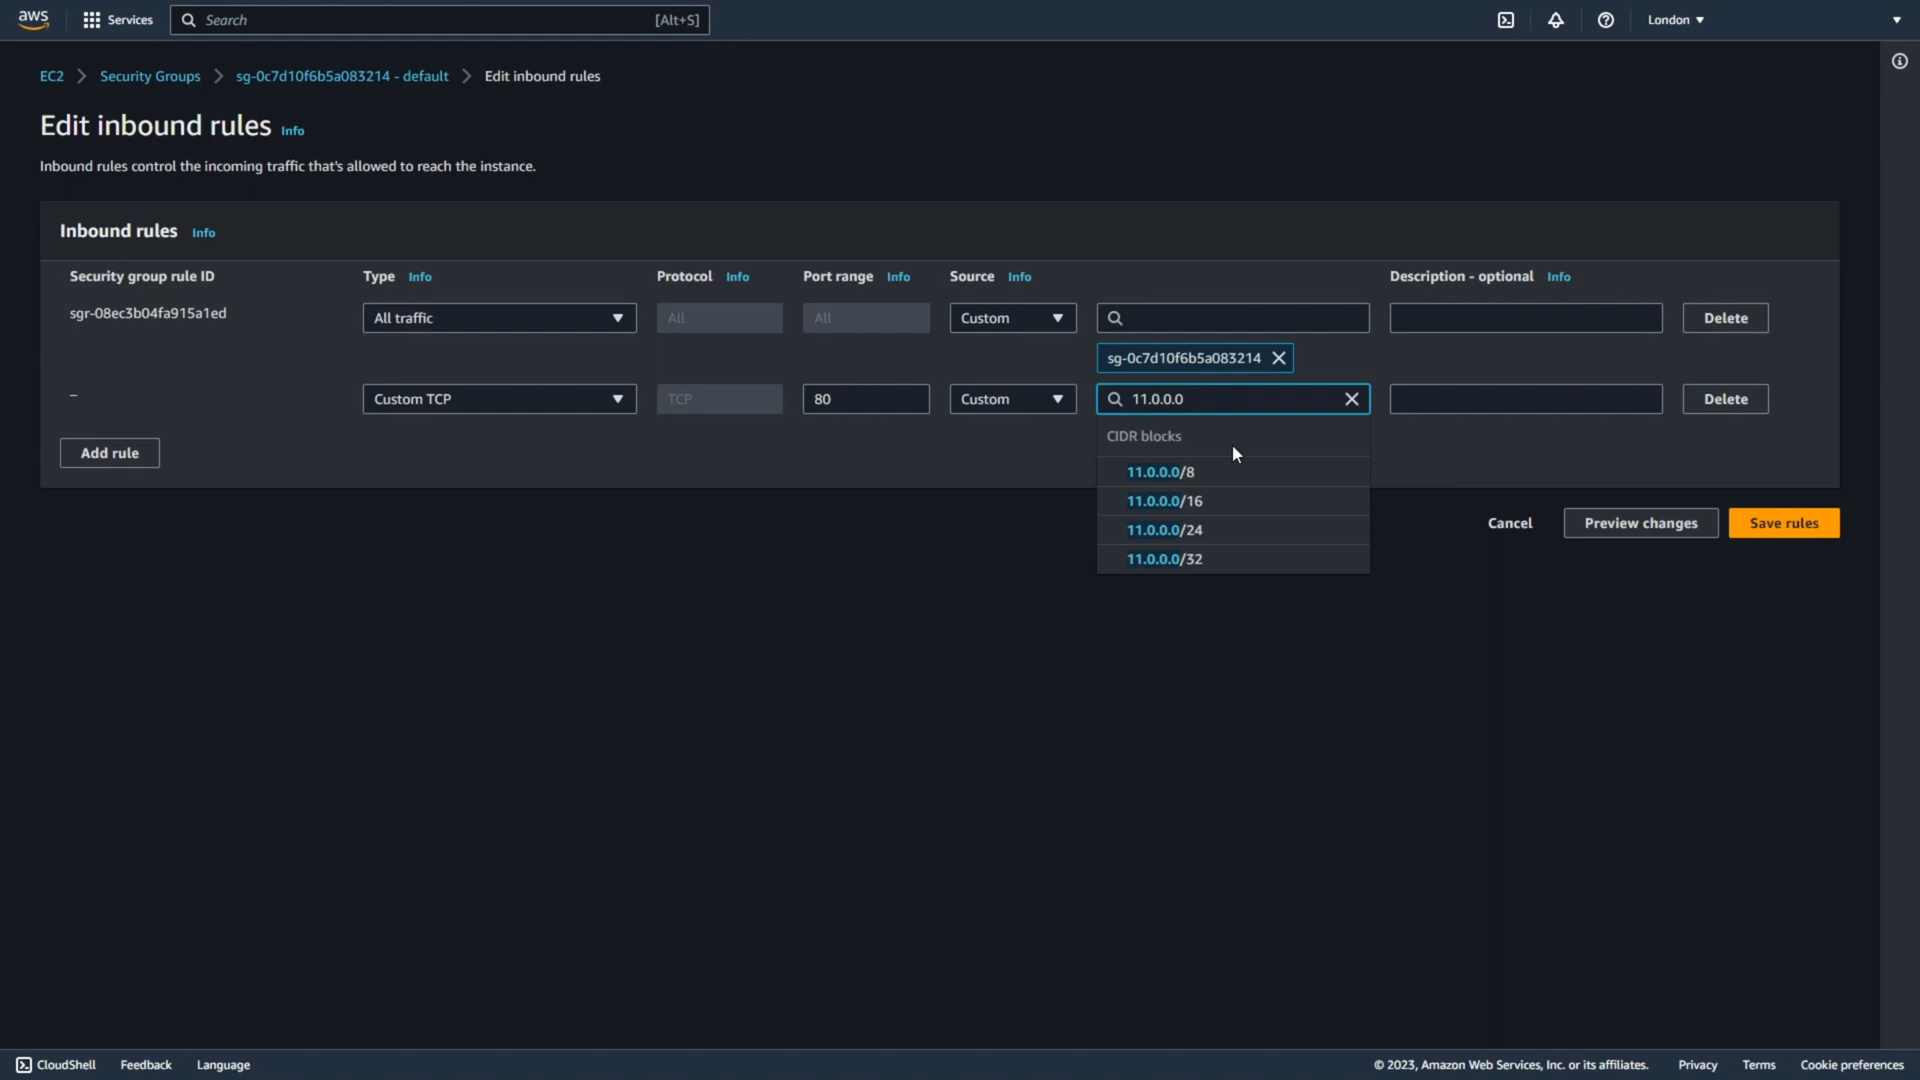 aws Services Search [Alt+S] London
EC2 Security Groups sg-0c7d10f6b5a083214 - default Edit inbound rules
Edit inbound rules Info
Inbound rules control the incoming traffic that's allowed to reach the instance.
Inbound rules Info
Security group rule ID Type Info Protocol Info Port range Info Source Info Description - optional Info
sgr-08ec3b04fa915a1ed All traffic All All Custom Delete
sg-0c7d10f6b5a083214
– Custom TCP TCP 80 Custom 11.0.0.0 Delete
CIDR blocks
Add rule
11.0.0.0/8
11.0.0.0/16
11.0.0.0/24
11.0.0.0/32
Cancel Preview changes Save rules
CloudShell Feedback Language © 2023, Amazon Web Services, Inc. or its affiliates. Privacy Terms Cookie preferences